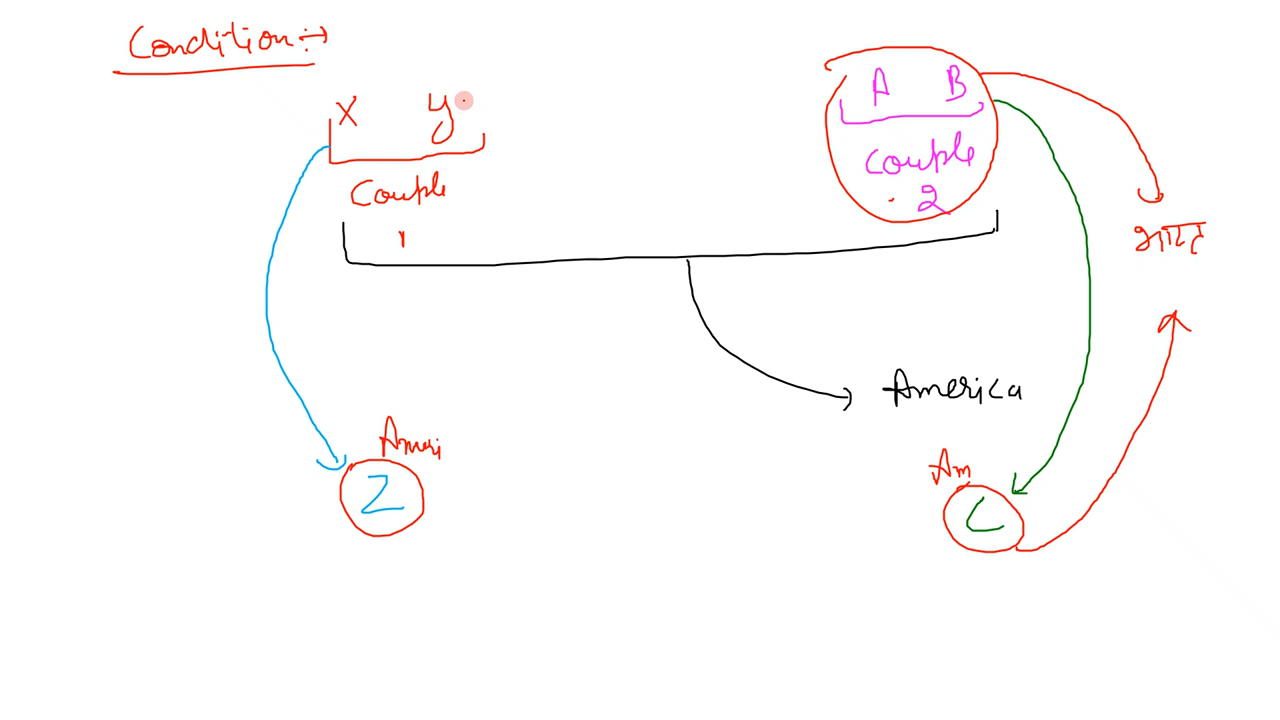 Condition :→
X y
A B
Couple
2
Couple
1
भारत
America
Ameri
Z
Am
C